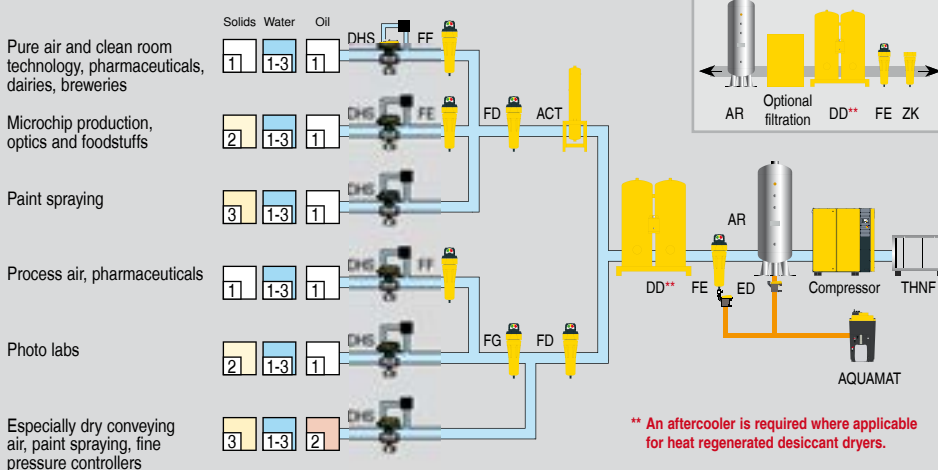 Solids Water Oil
Pure air and clean room
technology, pharmaceuticals,
dairies, breweries
1 1-3 1
DHS FF
Microchip production,
optics and foodstuffs
2 1-3 1
DHS FE FD ACT
Paint spraying
3 1-3 1
DHS
Process air, pharmaceuticals
1 1-3 1
DHS FF
Photo labs
2 1-3 1
DHS FG FD
Especially dry conveying
air, paint spraying, fine
pressure controllers
3 1-3 2
DHS
AR Optional
filtration DD** FE ZK
AR
DD** FE ED Compressor THNF
AQUAMAT
** An aftercooler is required where applicable
for heat regenerated desiccant dryers.